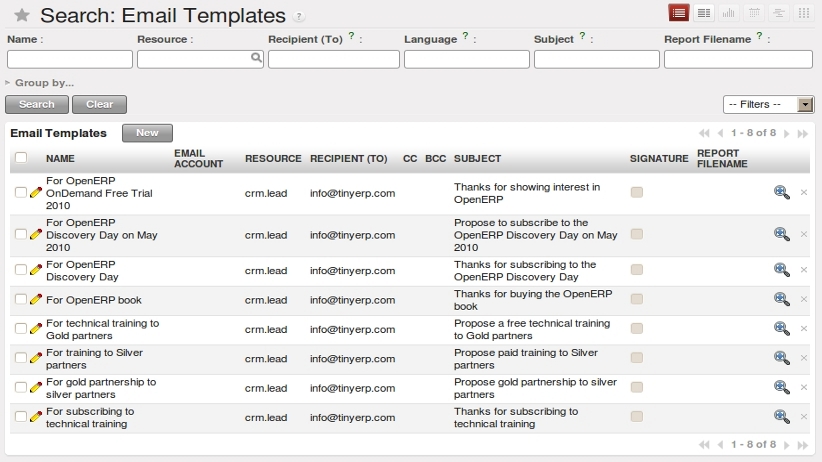 Search: Email Templates ?
Name : Resource : Recipient (To) ? : Language ? : Subject ? : Report Filename ? :
Group by...
Search Clear -- Filters --
Email Templates New 1 - 8 of 8
NAME EMAIL ACCOUNT RESOURCE RECIPIENT (TO) CC BCC SUBJECT SIGNATURE REPORT FILENAME
For OpenERP
OnDemand Free Trial
2010
crm.lead info@tinyerp.com
Thanks for showing interest in
OpenERP
For OpenERP
Discovery Day on May
2010
crm.lead info@tinyerp.com
Propose to subscribe to the
OpenERP Discovery Day on May
2010
For OpenERP
Discovery Day
crm.lead info@tinyerp.com
Thanks for subscribing to the
OpenERP Discovery Day
For OpenERP book
crm.lead info@tinyerp.com
Thanks for buying the OpenERP
book
For technical training to
Gold partners
crm.lead info@tinyerp.com
Propose a free technical training
to Gold partners
For training to Silver
partners
crm.lead info@tinyerp.com
Propose paid training to Silver
partners
For gold partnership to
silver partners
crm.lead info@tinyerp.com
Propose gold partnership to silver
partners
For subscribing to
technical training
crm.lead info@tinyerp.com
Thanks for subscribing to
technical training
1 - 8 of 8